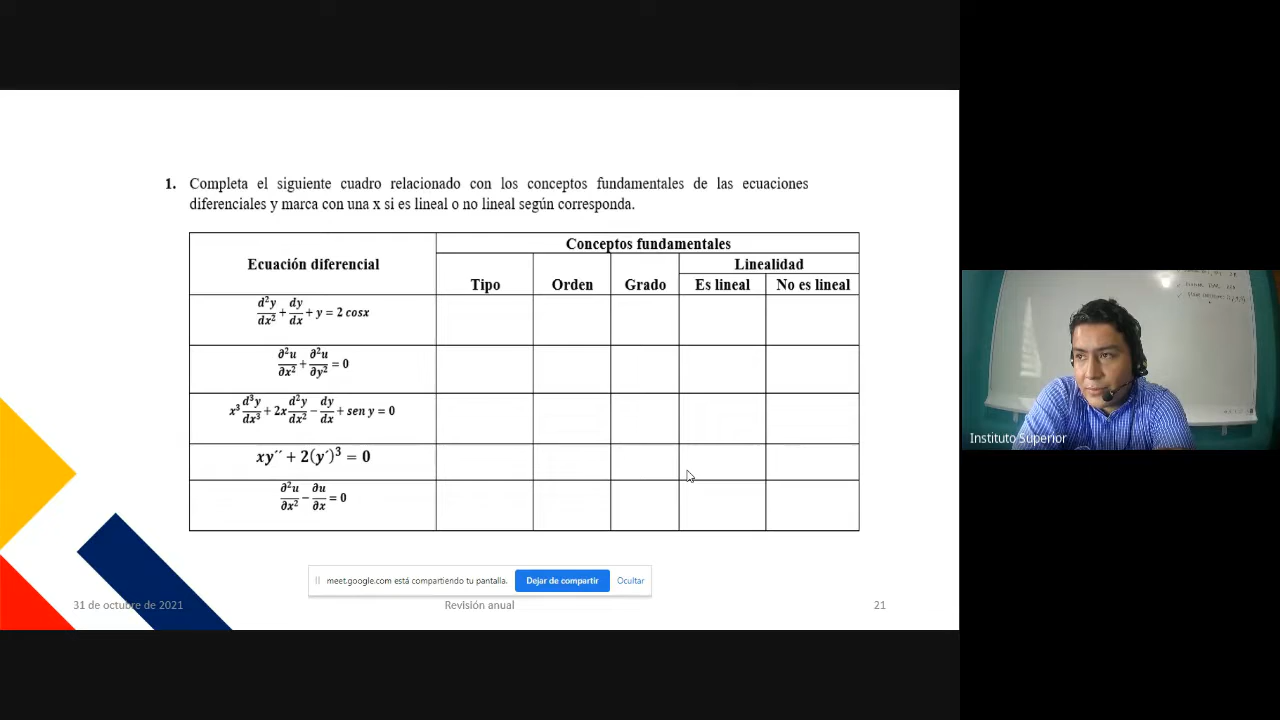 1. Completa el siguiente cuadro relacionado con los conceptos fundamentales de las ecuaciones
diferenciales y marca con una x si es lineal o no lineal según corresponda.
Ecuación diferencial
Conceptos fundamentales
Tipo
Orden
Grado
Linealidad
Es lineal
No es lineal
d²y/dx² + dy/dx + y = 2 cosx
∂²u/∂x² + ∂²u/∂y² = 0
x³ d³y/dx³ + 2x d²y/dx² − dy/dx + sen y = 0
xy´´ + 2(y´)³ = 0
∂²u/∂x² − ∂u/∂x = 0
meet.google.com está compartiendo tu pantalla.
Dejar de compartir
Ocultar
31 de octubre de 2021
Revisión anual
21
Instituto Superior